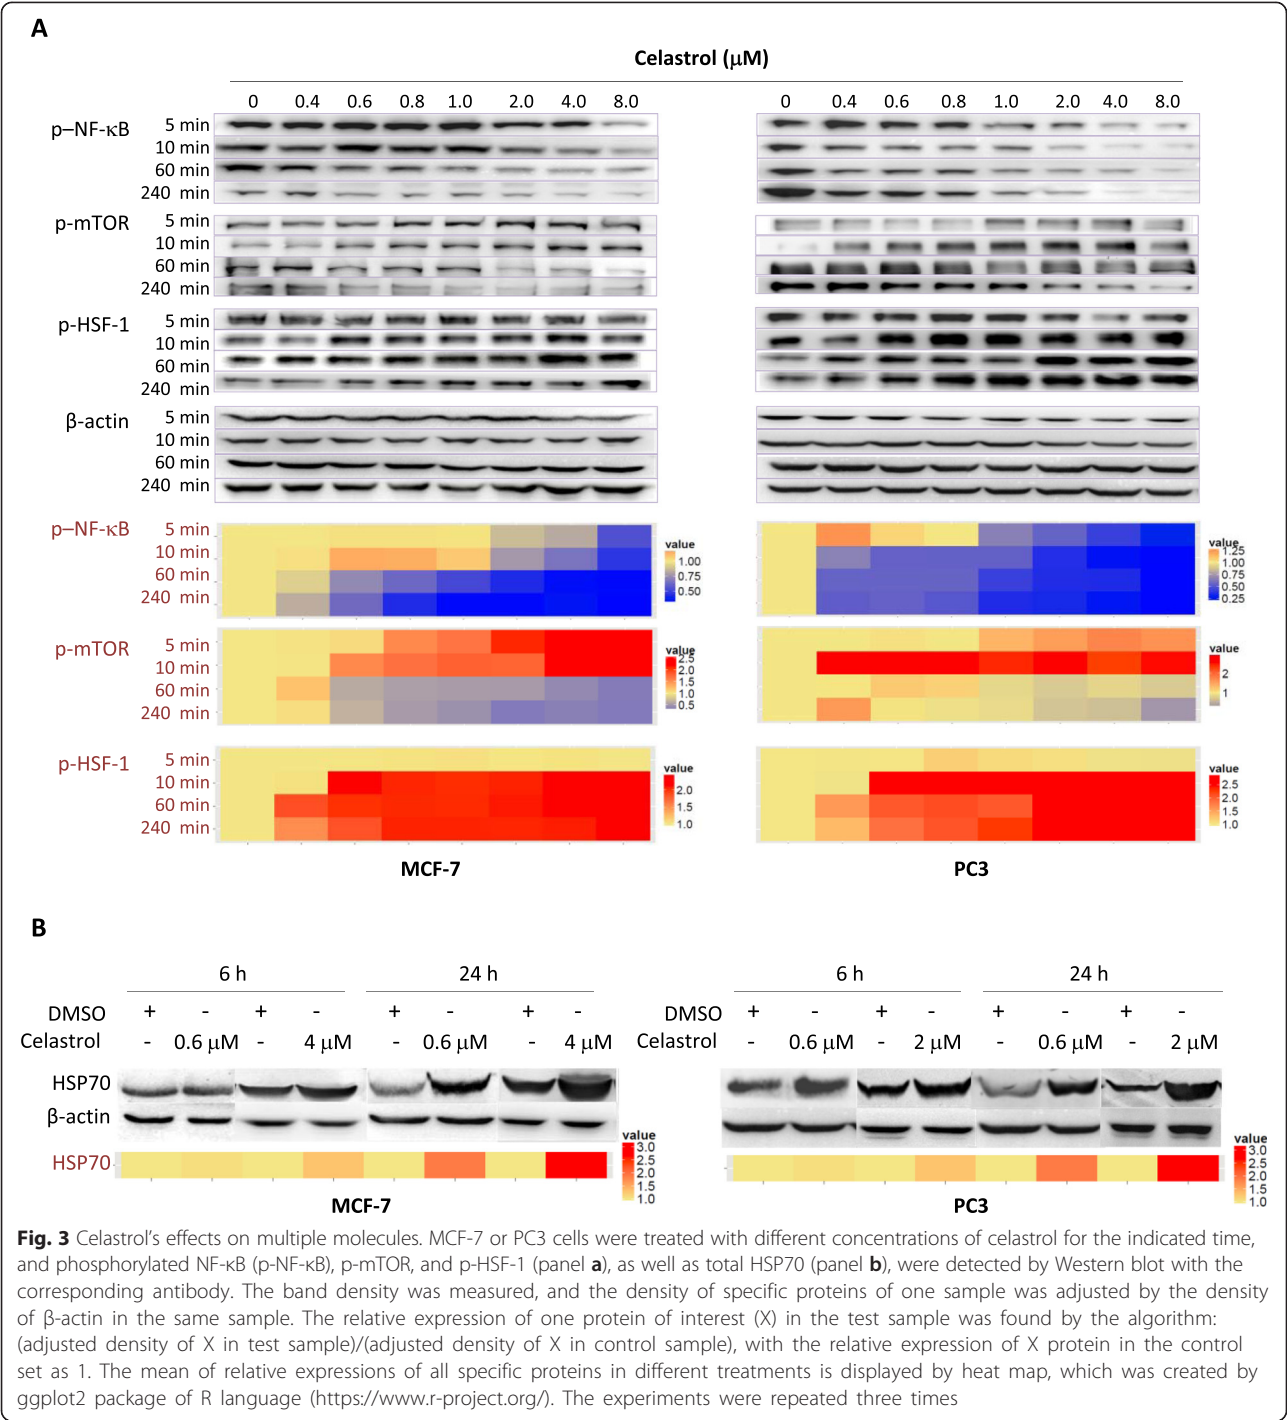 A
Celastrol (μM)
0 0.4 0.6 0.8 1.0 2.0 4.0 8.0 0 0.4 0.6 0.8 1.0 2.0 4.0 8.0
p–NF-κB 5 min
10 min
60 min
240 min
p-mTOR 5 min
10 min
60 min
240 min
p-HSF-1 5 min
10 min
60 min
240 min
β-actin 5 min
10 min
60 min
240 min
p–NF-κB 5 min
10 min
60 min
240 min
value
1.00
0.75
0.50
value
1.25
1.00
0.75
0.50
0.25
p-mTOR 5 min
10 min
60 min
240 min
value
2.5
2.0
1.5
1.0
0.5
value
2
1
p-HSF-1 5 min
10 min
60 min
240 min
value
2.0
1.5
1.0
value
2.5
2.0
1.5
1.0
MCF-7 PC3
B
6 h 24 h 6 h 24 h
DMSO + - + - + - + - DMSO + - + - + - + -
Celastrol - 0.6 μM - 4 μM - 0.6 μM - 4 μM Celastrol - 0.6 μM - 2 μM - 0.6 μM - 2 μM
HSP70
β-actin
HSP70
value
3.0
2.5
2.0
1.5
1.0
value
3.0
2.5
2.0
1.5
1.0
MCF-7 PC3
Fig. 3 Celastrol's effects on multiple molecules. MCF-7 or PC3 cells were treated with different concentrations of celastrol for the indicated time,
and phosphorylated NF-κB (p-NF-κB), p-mTOR, and p-HSF-1 (panel a), as well as total HSP70 (panel b), were detected by Western blot with the
corresponding antibody. The band density was measured, and the density of specific proteins of one sample was adjusted by the density
of β-actin in the same sample. The relative expression of one protein of interest (X) in the test sample was found by the algorithm:
(adjusted density of X in test sample)/(adjusted density of X in control sample), with the relative expression of X protein in the control
set as 1. The mean of relative expressions of all specific proteins in different treatments is displayed by heat map, which was created by
ggplot2 package of R language (https://www.r-project.org/). The experiments were repeated three times